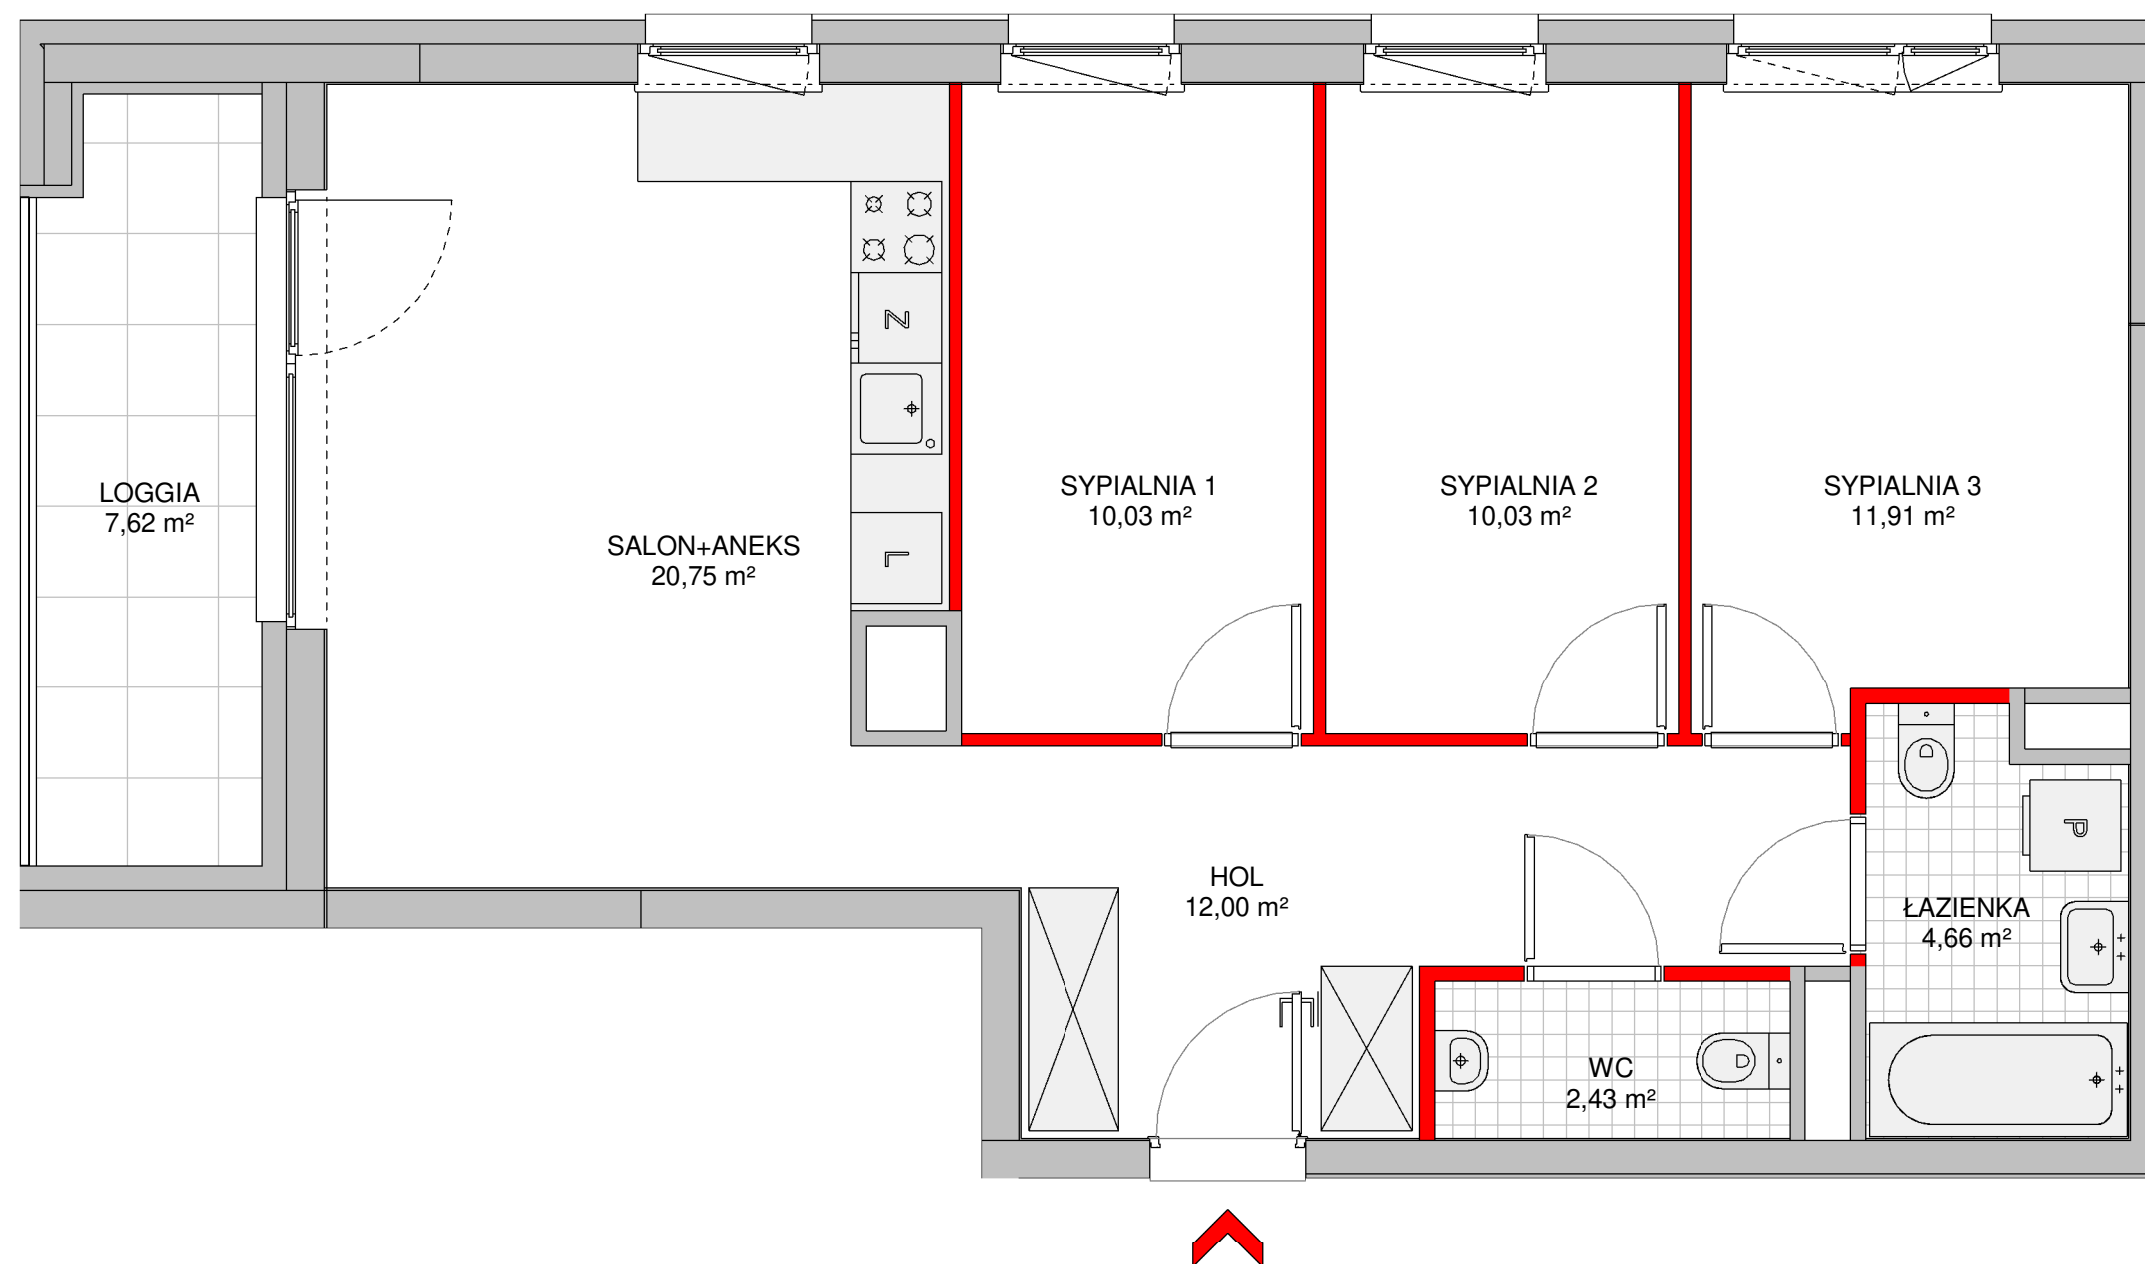 LOGGIA
7,62 m²
SALON+ANEKS
20,75 m²
Z
L
SYPIALNIA 1
10,03 m²
SYPIALNIA 2
10,03 m²
SYPIALNIA 3
11,91 m²
HOL
12,00 m²
P
ŁAZIENKA
4,66 m²
WC
2,43 m²